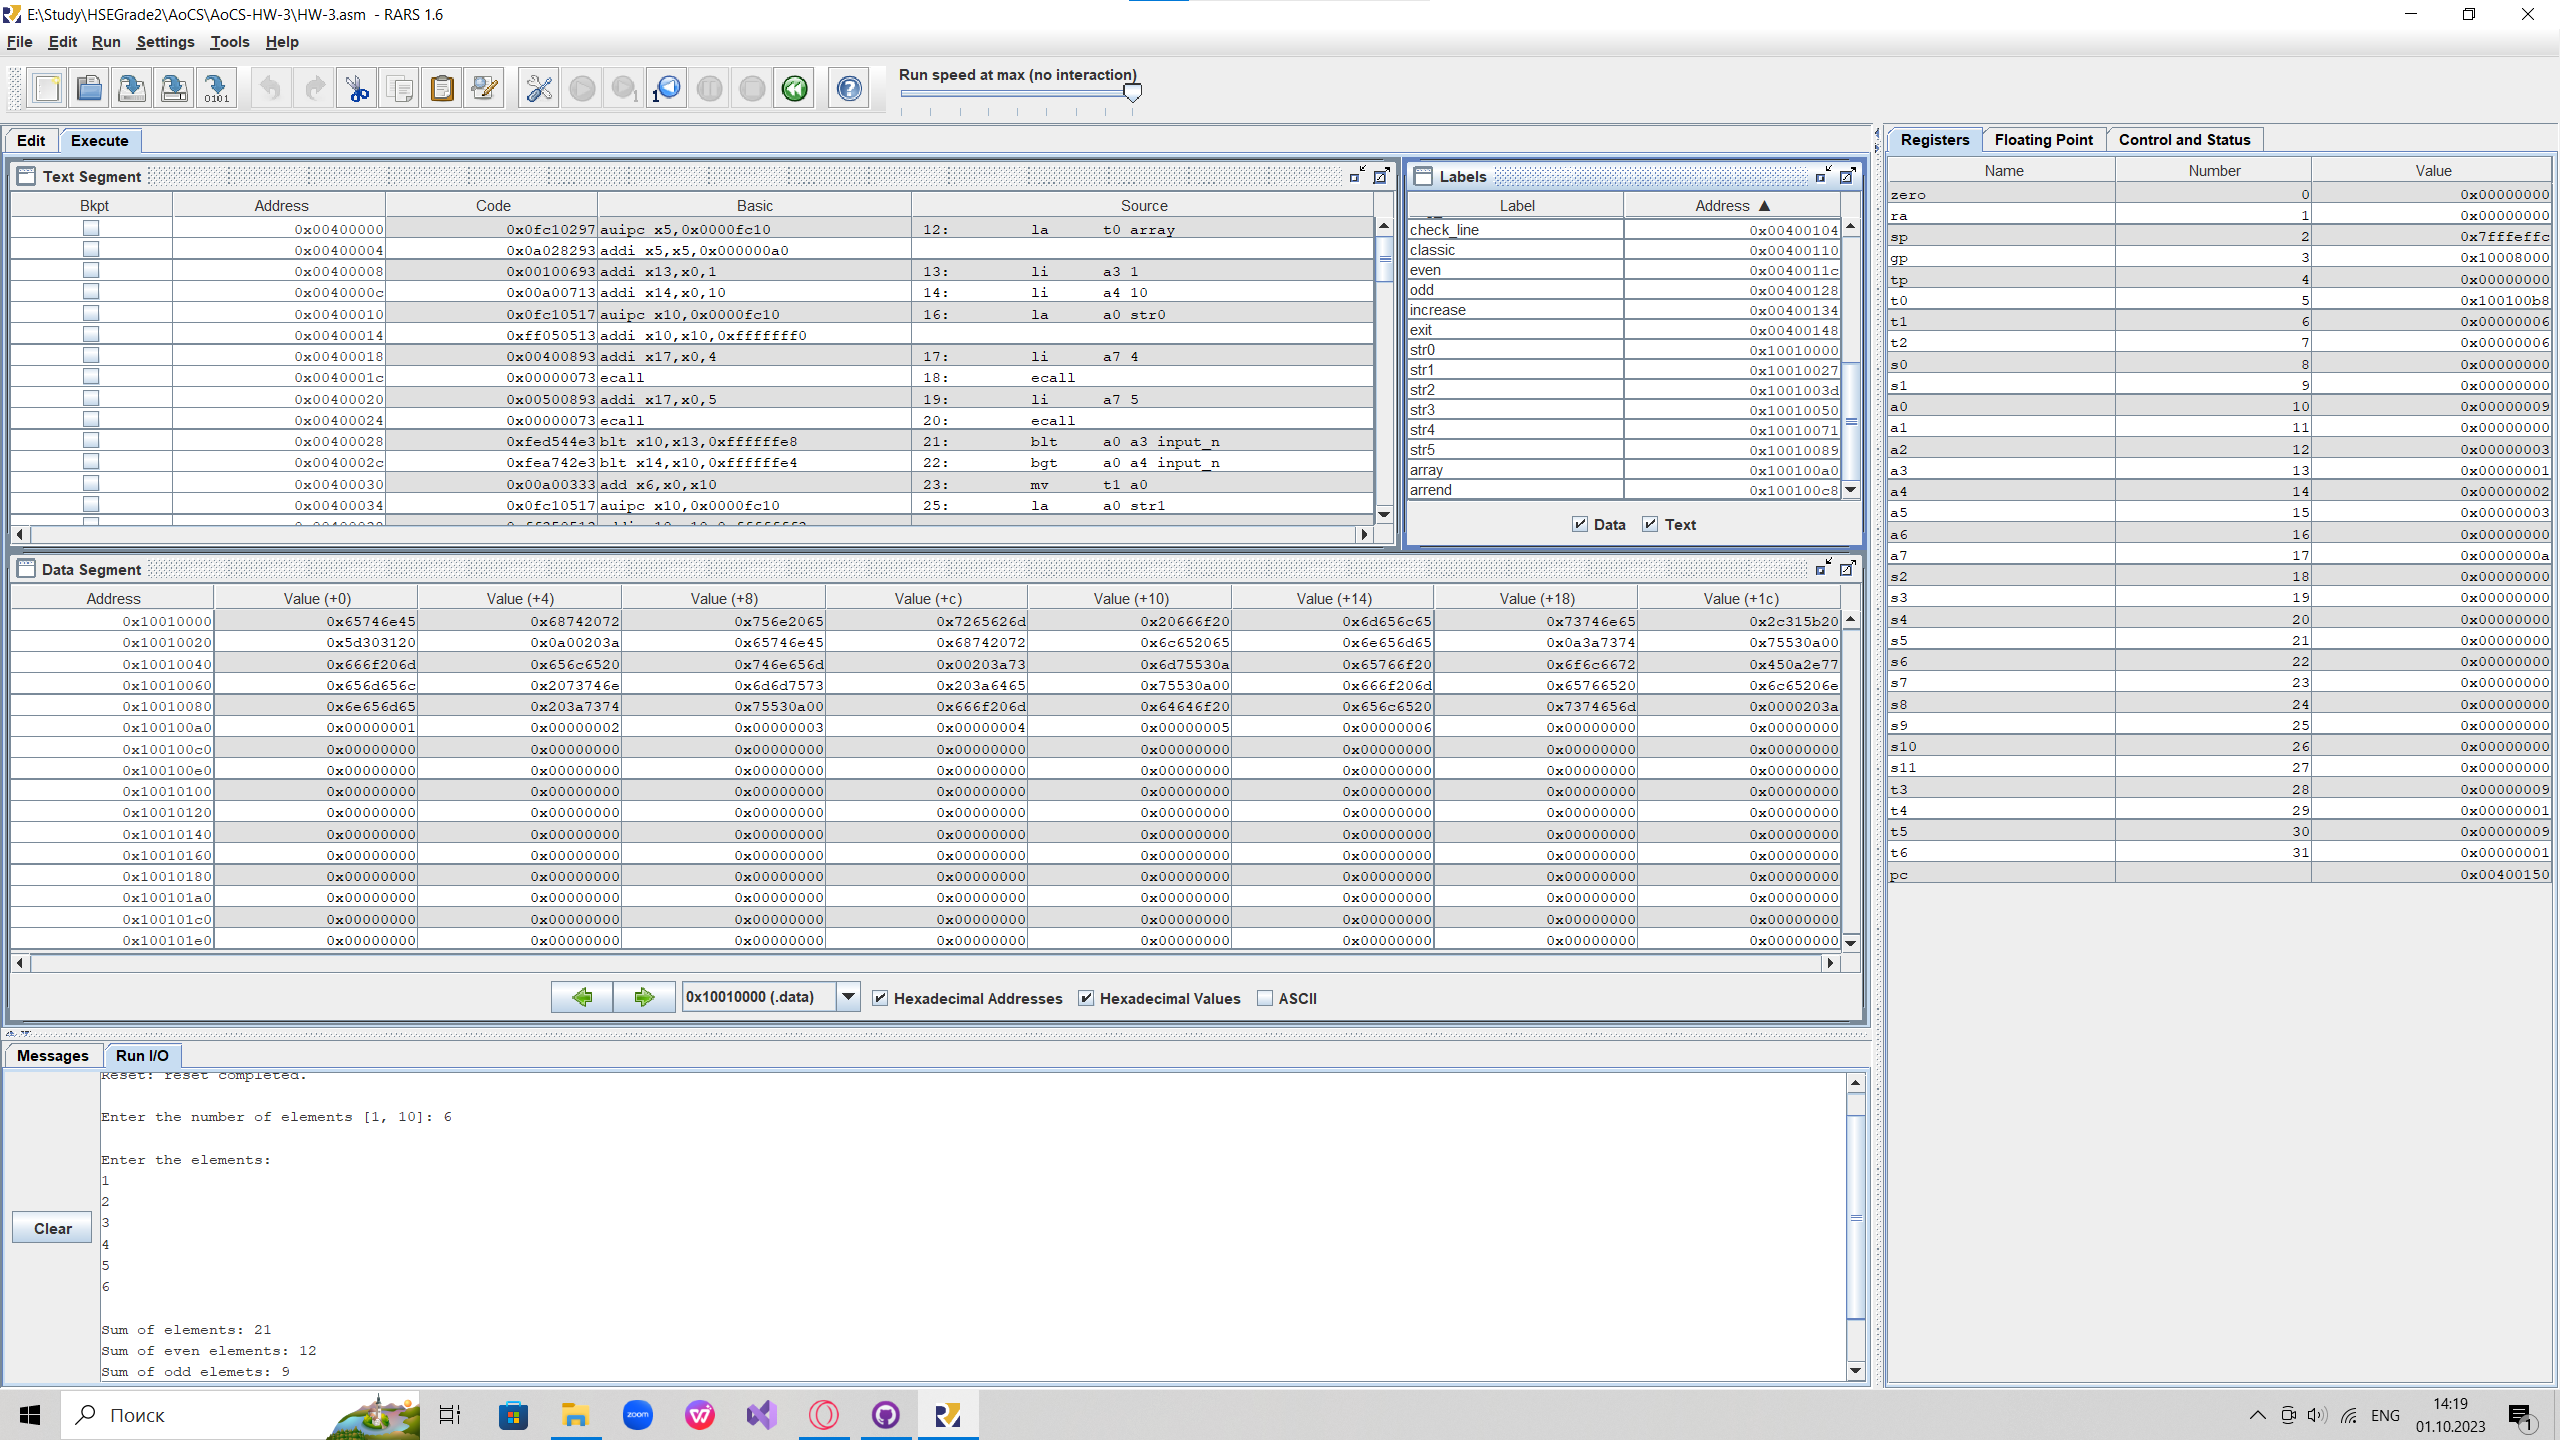 E:\Study\HSEGrade2\AoCS\AoCS-HW-3\HW-3.asm - RARS 1.6
File Edit Run Settings Tools Help
Run speed at max (no interaction)
Edit Execute
Text Segment
Bkpt Address Code Basic Source
0x00400000 0x0fc10297 auipc x5,0x0000fc10 12: la t0 array
0x00400004 0x0a028293 addi x5,x5,0x000000a0
0x00400008 0x00100693 addi x13,x0,1 13: li a3 1
0x0040000c 0x00a00713 addi x14,x0,10 14: li a4 10
0x00400010 0x0fc10517 auipc x10,0x0000fc10 16: la a0 str0
0x00400014 0xff050513 addi x10,x10,0xfffffff0
0x00400018 0x00400893 addi x17,x0,4 17: li a7 4
0x0040001c 0x00000073 ecall 18: ecall
0x00400020 0x00500893 addi x17,x0,5 19: li a7 5
0x00400024 0x00000073 ecall 20: ecall
0x00400028 0xfed544e3 blt x10,x13,0xffffffe8 21: blt a0 a3 input_n
0x0040002c 0xfea742e3 blt x14,x10,0xffffffe4 22: bgt a0 a4 input_n
0x00400030 0x00a00333 add x6,x0,x10 23: mv t1 a0
0x00400034 0x0fc10517 auipc x10,0x0000fc10 25: la a0 str1
Labels
Label Address ▲
check_line 0x00400104
classic 0x00400110
even 0x0040011c
odd 0x00400128
increase 0x00400134
exit 0x00400148
str0 0x10010000
str1 0x10010027
str2 0x1001003d
str3 0x10010050
str4 0x10010071
str5 0x10010089
array 0x100100a0
arrend 0x100100c8
Data Text
Data Segment
Address Value (+0) Value (+4) Value (+8) Value (+c) Value (+10) Value (+14) Value (+18) Value (+1c)
0x10010000 0x65746e45 0x68742072 0x756e2065 0x7265626d 0x20666f20 0x6d656c65 0x73746e65 0x2c315b20
0x10010020 0x5d303120 0x0a00203a 0x65746e45 0x68742072 0x6c652065 0x6e656d65 0x0a3a7374 0x75530a00
0x10010040 0x666f206d 0x656c6520 0x746e656d 0x00203a73 0x6d75530a 0x65766f20 0x6f6c6672 0x450a2e77
0x10010060 0x656d656c 0x2073746e 0x6d6d7573 0x203a6465 0x75530a00 0x666f206d 0x65766520 0x6c65206e
0x10010080 0x6e656d65 0x203a7374 0x75530a00 0x666f206d 0x64646f20 0x656c6520 0x7374656d 0x0000203a
0x100100a0 0x00000001 0x00000002 0x00000003 0x00000004 0x00000005 0x00000006 0x00000000 0x00000000
0x100100c0 0x00000000 0x00000000 0x00000000 0x00000000 0x00000000 0x00000000 0x00000000 0x00000000
0x100100e0 0x00000000 0x00000000 0x00000000 0x00000000 0x00000000 0x00000000 0x00000000 0x00000000
0x10010100 0x00000000 0x00000000 0x00000000 0x00000000 0x00000000 0x00000000 0x00000000 0x00000000
0x10010120 0x00000000 0x00000000 0x00000000 0x00000000 0x00000000 0x00000000 0x00000000 0x00000000
0x10010140 0x00000000 0x00000000 0x00000000 0x00000000 0x00000000 0x00000000 0x00000000 0x00000000
0x10010160 0x00000000 0x00000000 0x00000000 0x00000000 0x00000000 0x00000000 0x00000000 0x00000000
0x10010180 0x00000000 0x00000000 0x00000000 0x00000000 0x00000000 0x00000000 0x00000000 0x00000000
0x100101a0 0x00000000 0x00000000 0x00000000 0x00000000 0x00000000 0x00000000 0x00000000 0x00000000
0x100101c0 0x00000000 0x00000000 0x00000000 0x00000000 0x00000000 0x00000000 0x00000000 0x00000000
0x100101e0 0x00000000 0x00000000 0x00000000 0x00000000 0x00000000 0x00000000 0x00000000 0x00000000
0x10010000 (.data) Hexadecimal Addresses Hexadecimal Values ASCII
Messages Run I/O
Reset: reset completed.
Enter the number of elements [1, 10]: 6
Enter the elements:
1
2
3
4
5
6
Sum of elements: 21
Sum of even elements: 12
Sum of odd elemets: 9
Clear
Registers Floating Point Control and Status
Name Number Value
zero 0 0x00000000
ra 1 0x00000000
sp 2 0x7fffeffc
gp 3 0x10008000
tp 4 0x00000000
t0 5 0x100100b8
t1 6 0x00000006
t2 7 0x00000006
s0 8 0x00000000
s1 9 0x00000000
a0 10 0x00000009
a1 11 0x00000000
a2 12 0x00000003
a3 13 0x00000001
a4 14 0x00000002
a5 15 0x00000003
a6 16 0x00000000
a7 17 0x0000000a
s2 18 0x00000000
s3 19 0x00000000
s4 20 0x00000000
s5 21 0x00000000
s6 22 0x00000000
s7 23 0x00000000
s8 24 0x00000000
s9 25 0x00000000
s10 26 0x00000000
s11 27 0x00000000
t3 28 0x00000009
t4 29 0x00000001
t5 30 0x00000009
t6 31 0x00000001
pc 0x00400150
Поиск
zoom
ENG
14:19
01.10.2023
1